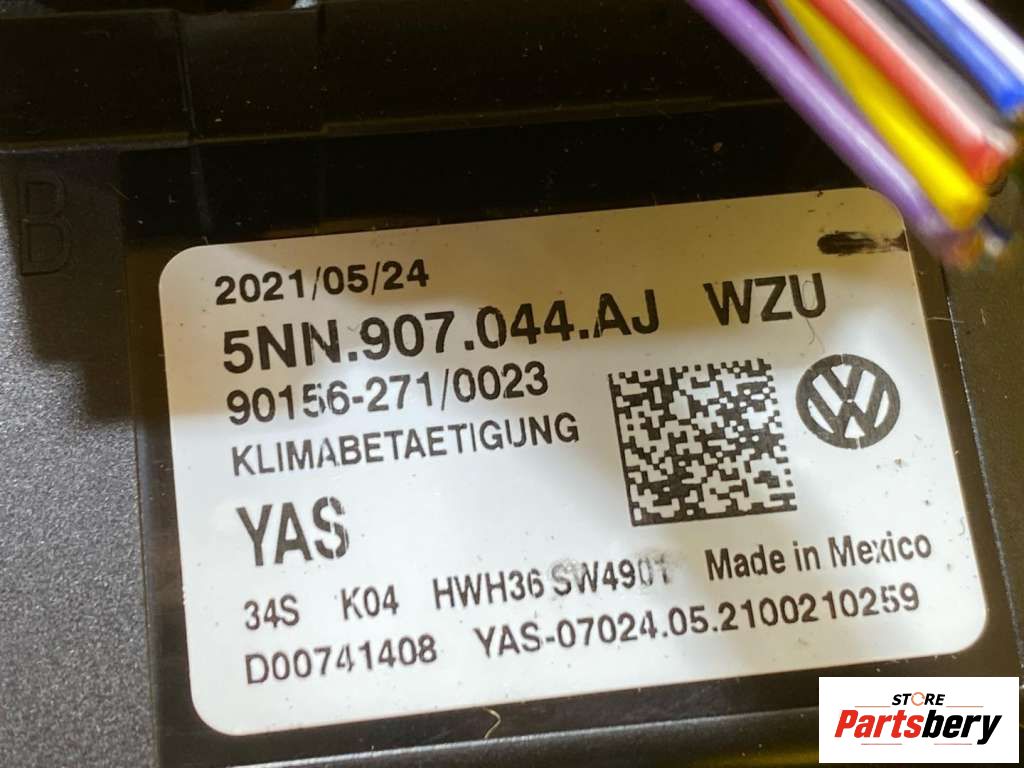 B
2021/05/24
5NN.907.044.AJ WZU
90156-271/0023
KLIMABETAETIGUNG
YAS
34S K04 HWH36 SW4901 Made in Mexico
D00741408 YAS-07024.05.2100210259
STORE
Partsbery